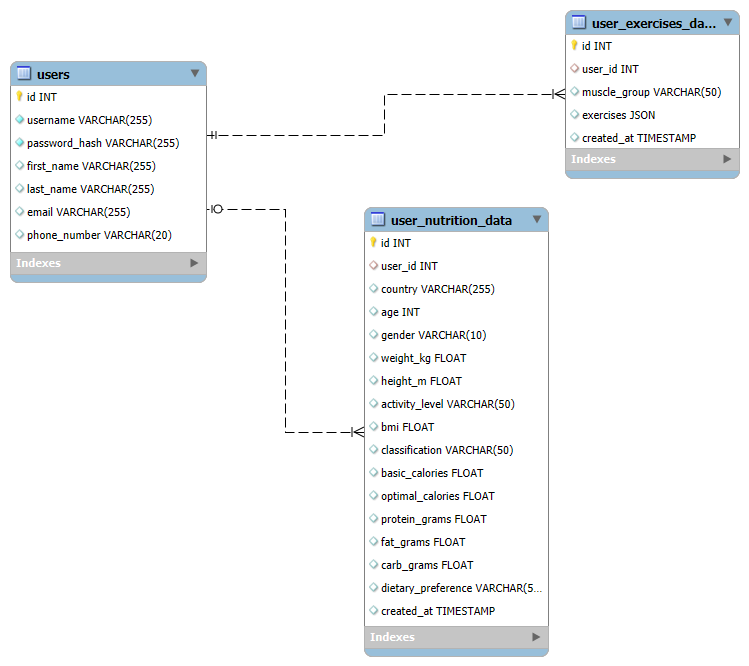 users
id INT
username VARCHAR(255)
password_hash VARCHAR(255)
first_name VARCHAR(255)
last_name VARCHAR(255)
email VARCHAR(255)
phone_number VARCHAR(20)
Indexes
user_exercises_da...
id INT
user_id INT
muscle_group VARCHAR(50)
exercises JSON
created_at TIMESTAMP
Indexes
user_nutrition_data
id INT
user_id INT
country VARCHAR(255)
age INT
gender VARCHAR(10)
weight_kg FLOAT
height_m FLOAT
activity_level VARCHAR(50)
bmi FLOAT
classification VARCHAR(50)
basic_calories FLOAT
optimal_calories FLOAT
protein_grams FLOAT
fat_grams FLOAT
carb_grams FLOAT
dietary_preference VARCHAR(5...
created_at TIMESTAMP
Indexes